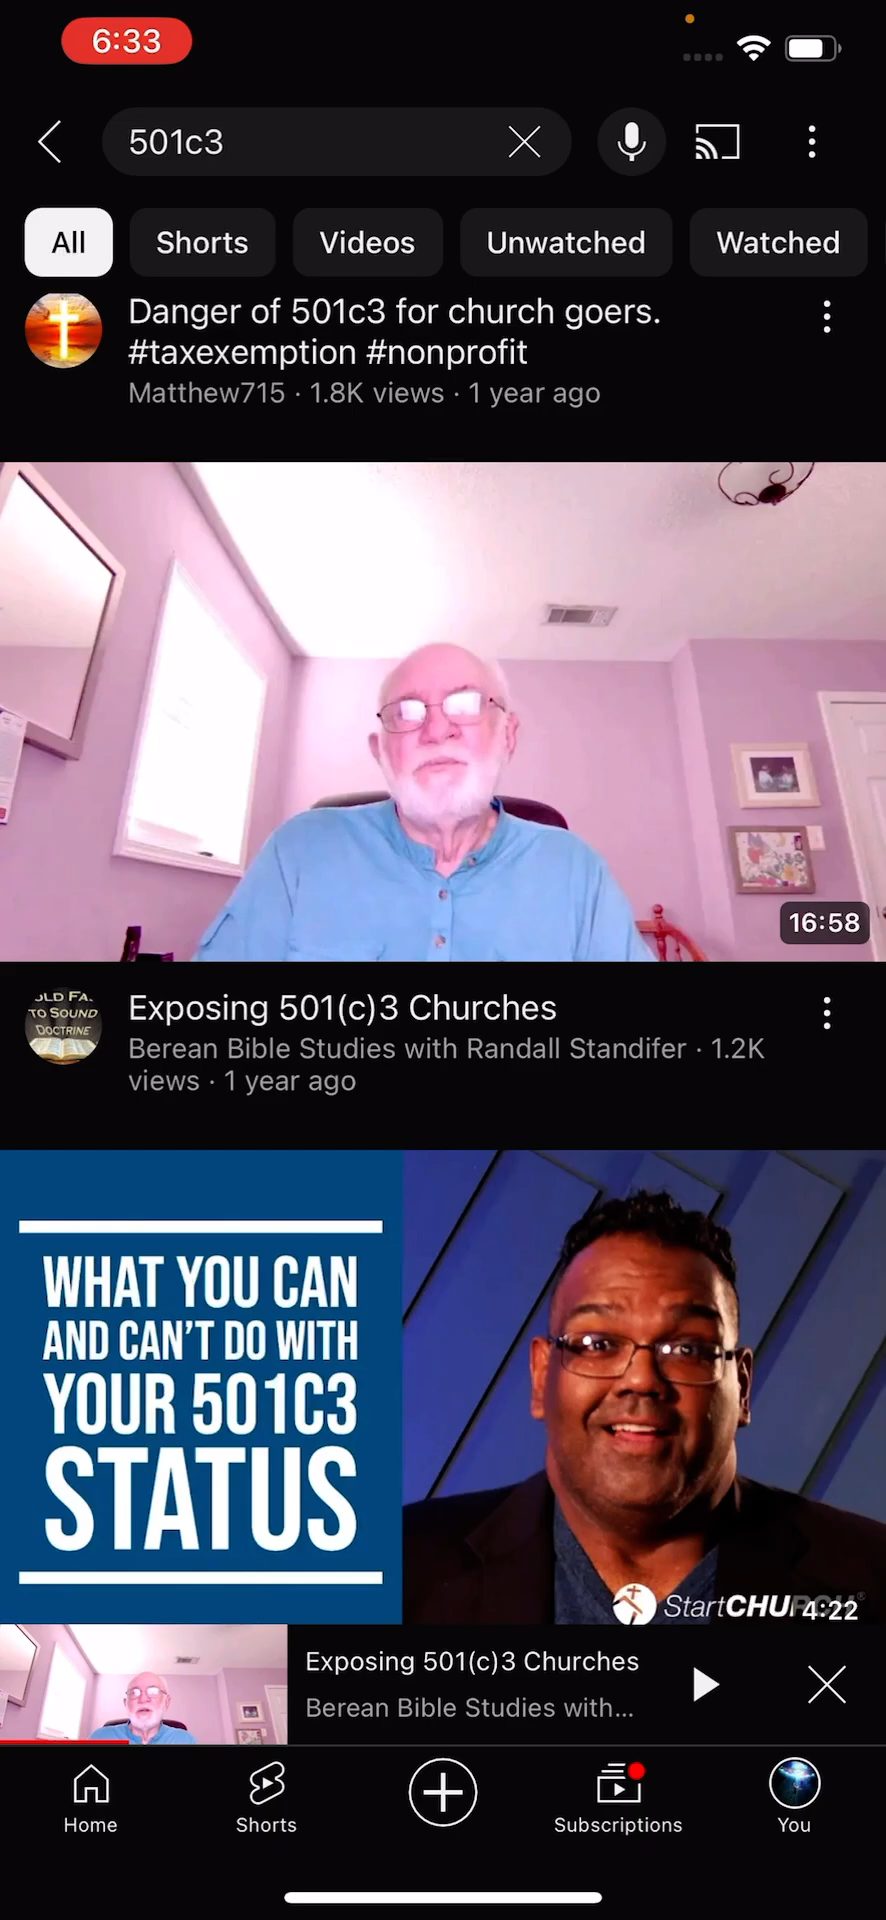 6:33
501c3
All Shorts Videos Unwatched Watched
Danger of 501c3 for church goers.
#taxexemption #nonprofit
Matthew715 · 1.8K views · 1 year ago
16:58
TO SOUND
DOCTRINE
Exposing 501(c)3 Churches
Berean Bible Studies with Randall Standifer · 1.2K
views · 1 year ago
WHAT YOU CAN
AND CAN'T DO WITH
YOUR 501C3
STATUS
StartCHURCH®
4:22
Exposing 501(c)3 Churches
Berean Bible Studies with...
Home Shorts Subscriptions You